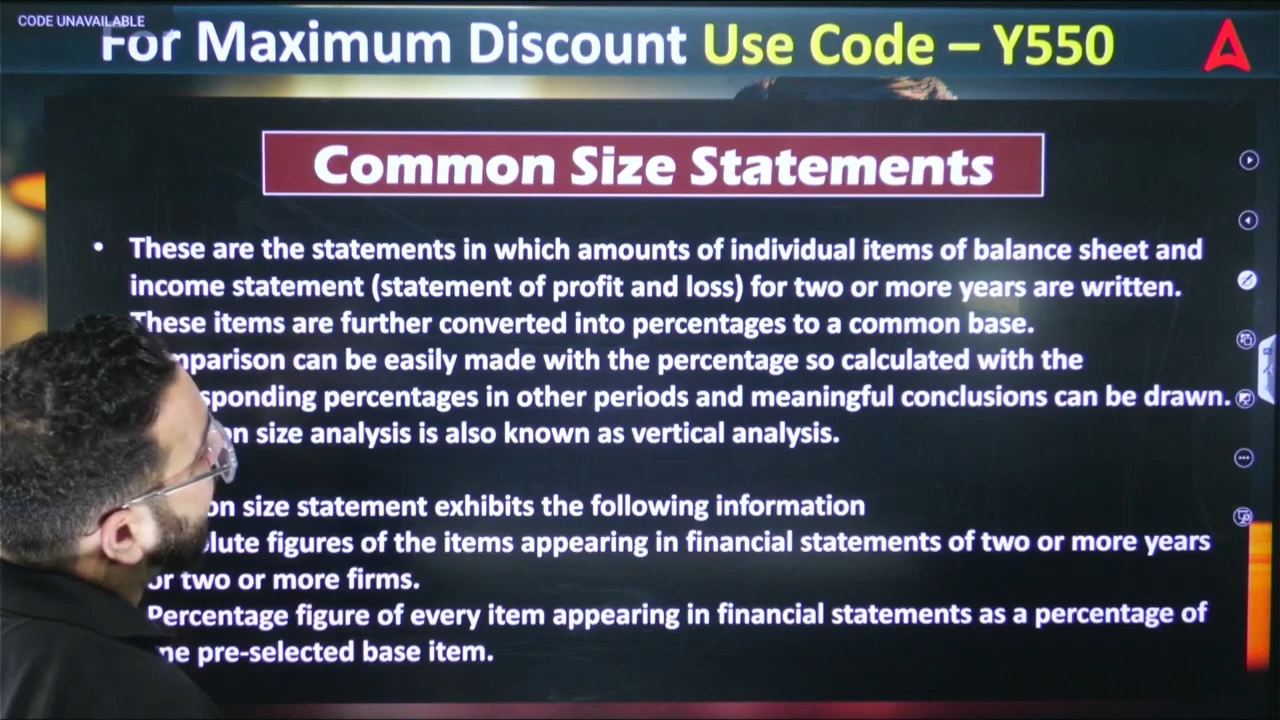 CODE UNAVAILABLE
For Maximum Discount Use Code – Y550
Common Size Statements
• These are the statements in which amounts of individual items of balance sheet and
income statement (statement of profit and loss) for two or more years are written.
These items are further converted into percentages to a common base.
mparison can be easily made with the percentage so calculated with the
sponding percentages in other periods and meaningful conclusions can be drawn.
on size analysis is also known as vertical analysis.
on size statement exhibits the following information
lute figures of the items appearing in financial statements of two or more years
or two or more firms.
Percentage figure of every item appearing in financial statements as a percentage of
ne pre-selected base item.